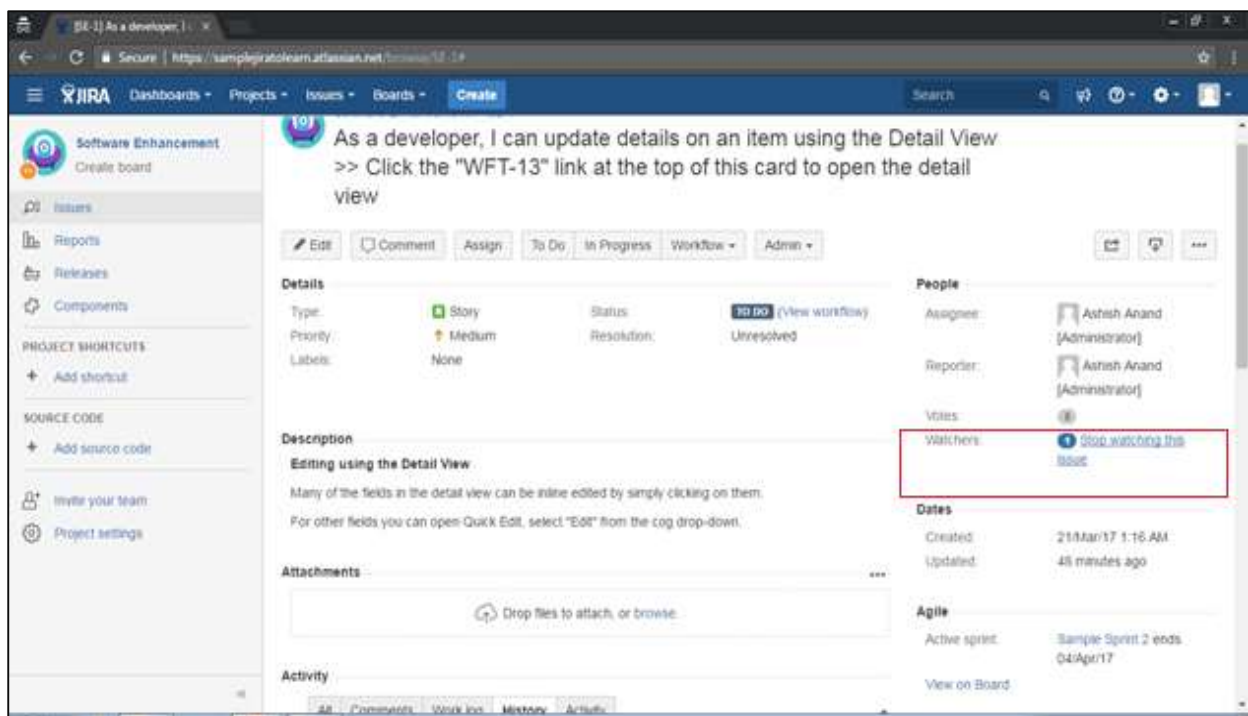 [SE-1] As a developer, I
Secure | https://samplejiratolearn.atlassian.net/browse/SE-1#
JIRA Dashboards Projects Issues Boards Create Search
Software Enhancement
Create board
Issues
Reports
Releases
Components
PROJECT SHORTCUTS
+ Add shortcut
SOURCE CODE
+ Add source code
Invite your team
Project settings
As a developer, I can update details on an item using the Detail View
>> Click the "WFT-13" link at the top of this card to open the detail
view
Edit Comment Assign To Do In Progress Workflow Admin
Details
Type: Story Status: TO DO (View workflow)
Priority: Medium Resolution: Unresolved
Labels: None
Description
Editing using the Detail View
Many of the fields in the detail view can be inline edited by simply clicking on them.
For other fields you can open Quick Edit, select "Edit" from the cog drop-down.
Attachments
Drop files to attach, or browse.
Activity
All Comments Work log History Activity
People
Assignee: Ashish Anand
[Administrator]
Reporter: Ashish Anand
[Administrator]
Votes:
Watchers: 1 Stop watching this
issue
Dates
Created: 21/Mar/17 1:16 AM
Updated: 48 minutes ago
Agile
Active sprint: Sample Sprint 2 ends
04/Apr/17
View on Board